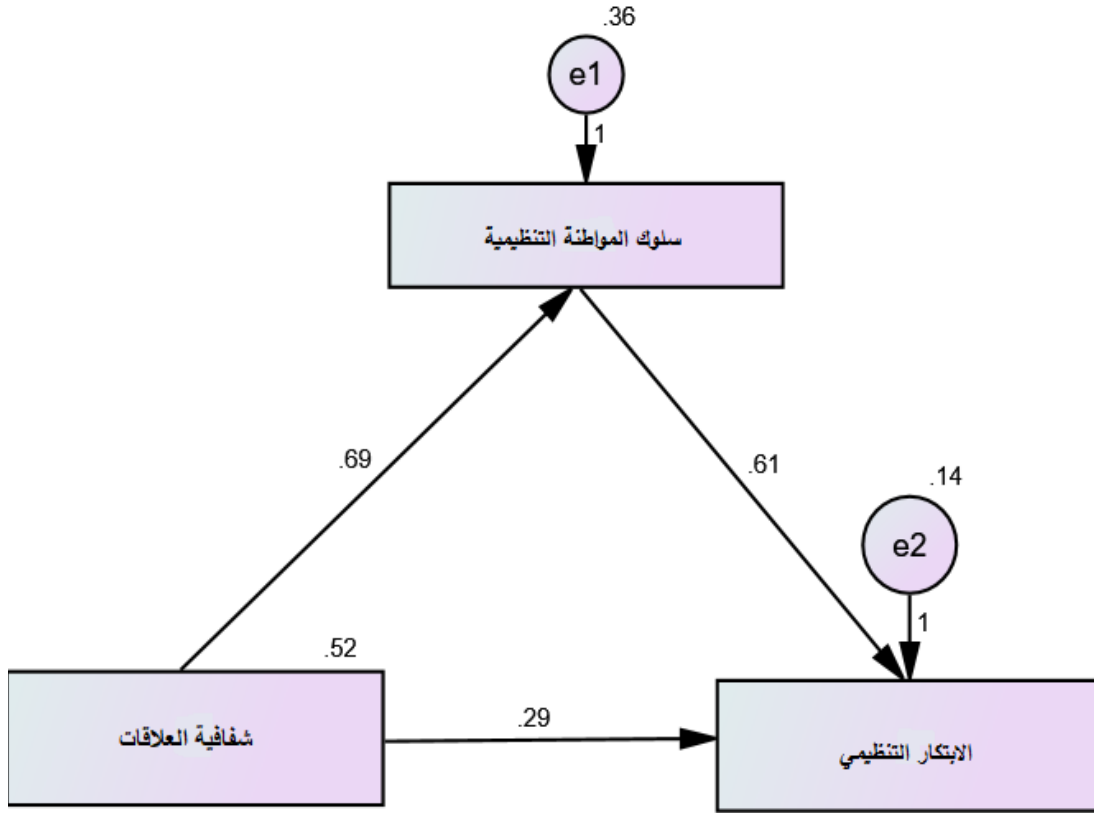 .36
e1
1
سلوك المواطنة التنظيمية
.69
.61
.14
e2
1
.52
شفافية العلاقات
.29
الابتكار التنظيمي